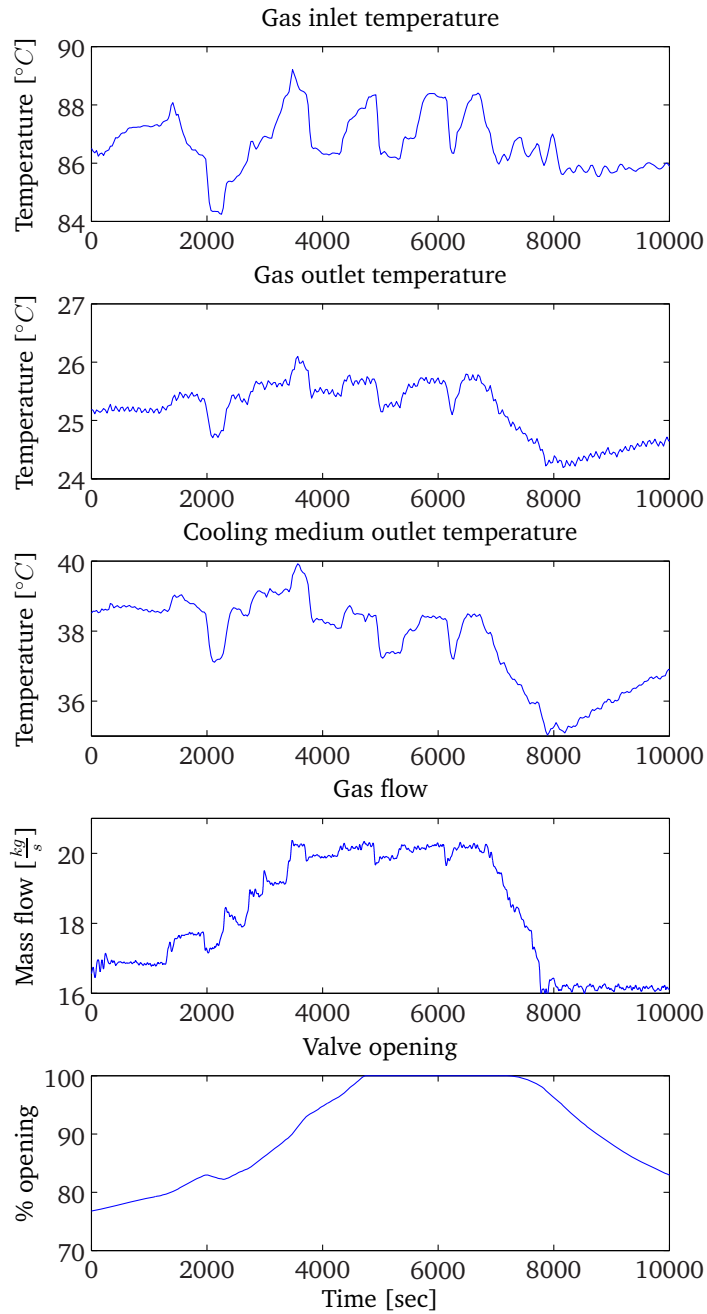 Gas inlet temperature
Temperature [°C]
90
88
86
84
0 2000 4000 6000 8000 10000
Gas outlet temperature
Temperature [°C]
27
26
25
24
0 2000 4000 6000 8000 10000
Cooling medium outlet temperature
Temperature [°C]
40
38
36
0 2000 4000 6000 8000 10000
Gas flow
Mass flow [kg/s]
20
18
16
0 2000 4000 6000 8000 10000
Valve opening
% opening
100
90
80
70
0 2000 4000 6000 8000 10000
Time [sec]